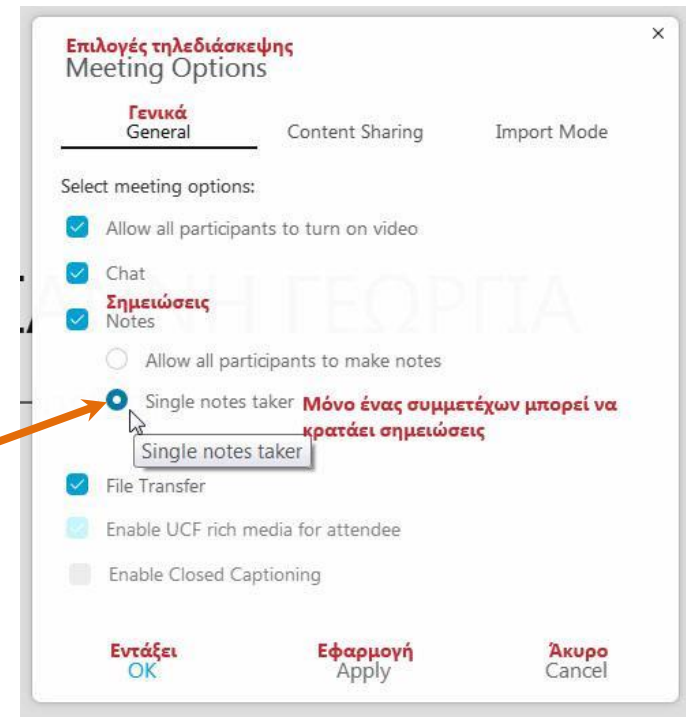 Επιλογές τηλεδιάσκεψης
Meeting Options
Γενικά
General
Content Sharing
Import Mode
Select meeting options:
Allow all participants to turn on video
Chat
Σημειώσεις
Notes
Allow all participants to make notes
Single notes taker Μόνο ένας συμμετέχων μπορεί να
κρατάει σημειώσεις
Single notes taker
File Transfer
Enable UCF rich media for attendee
Enable Closed Captioning
Εντάξει Εφαρμογή Άκυρο
OK Apply Cancel